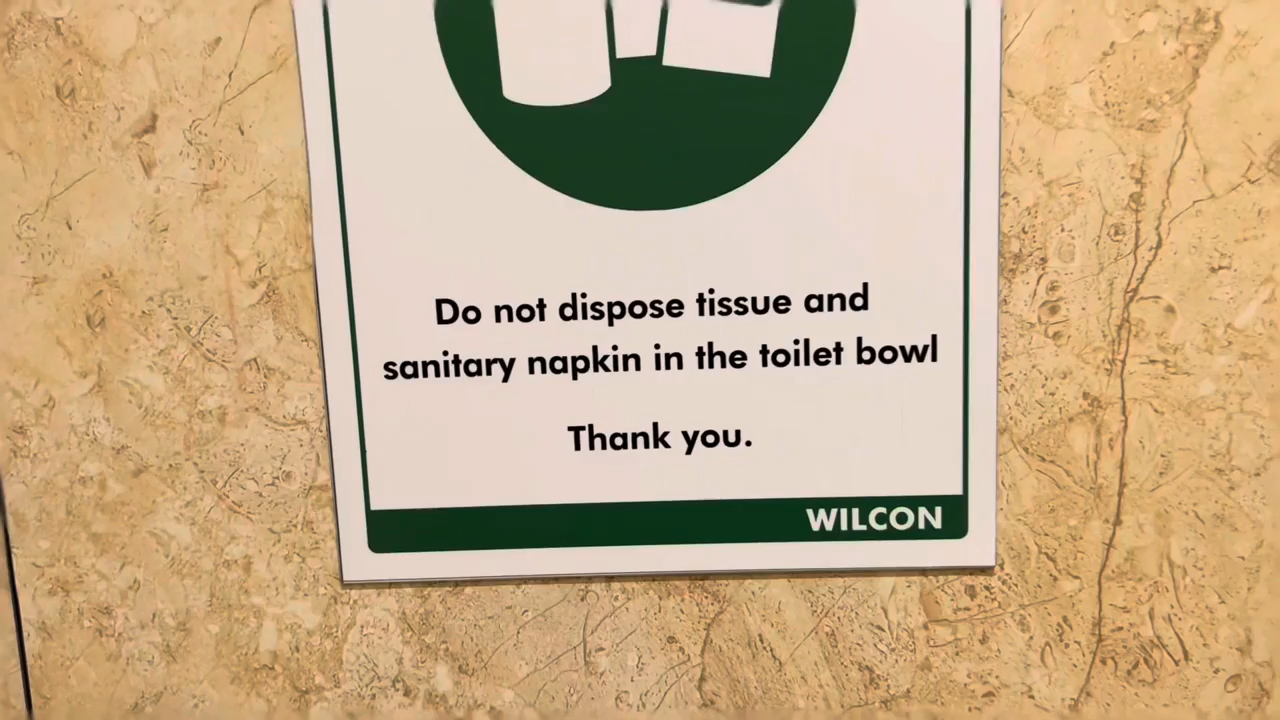 Do not dispose tissue and
sanitary napkin in the toilet bowl
Thank you.
WILCON